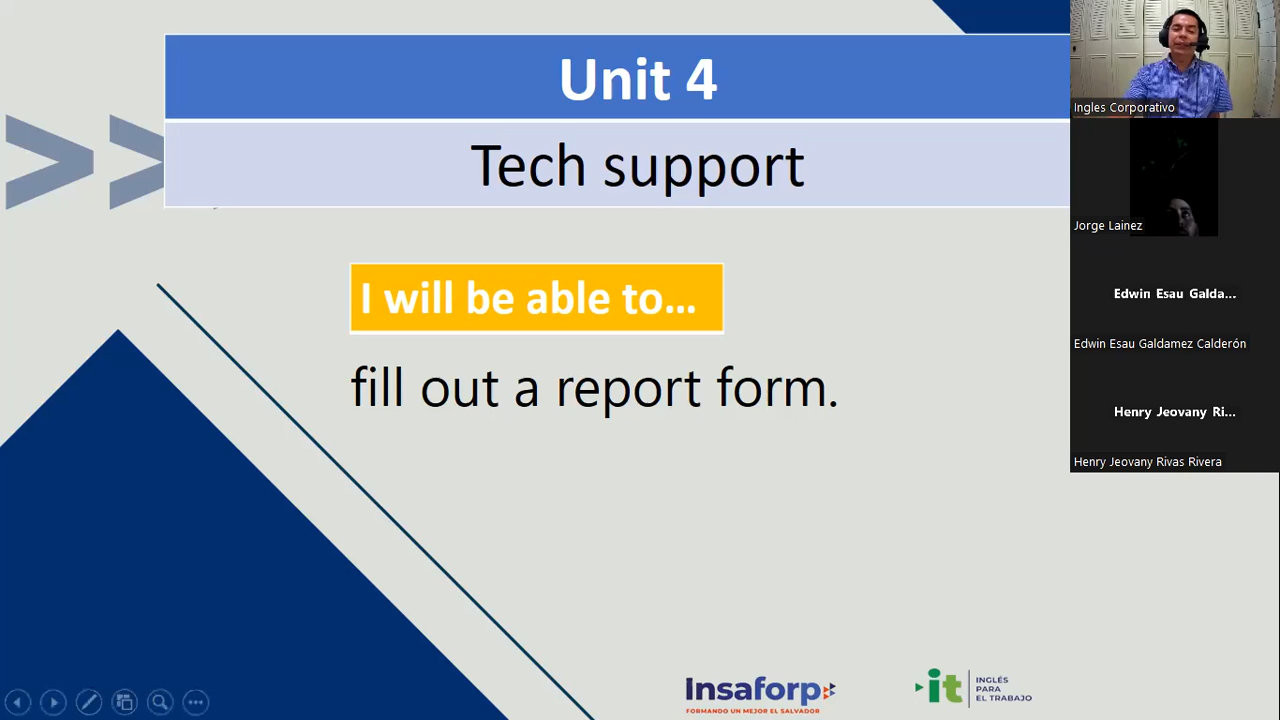 Unit 4
Tech support
I will be able to...
fill out a report form.
Ingles Corporativo
Jorge Lainez
Edwin Esau Galda...
Edwin Esau Galdamez Calderón
Henry Jeovany Ri...
Henry Jeovany Rivas Rivera
Insaforp
FORMANDO UN MEJOR EL SALVADOR
it
INGLÉS
PARA
EL TRABAJO